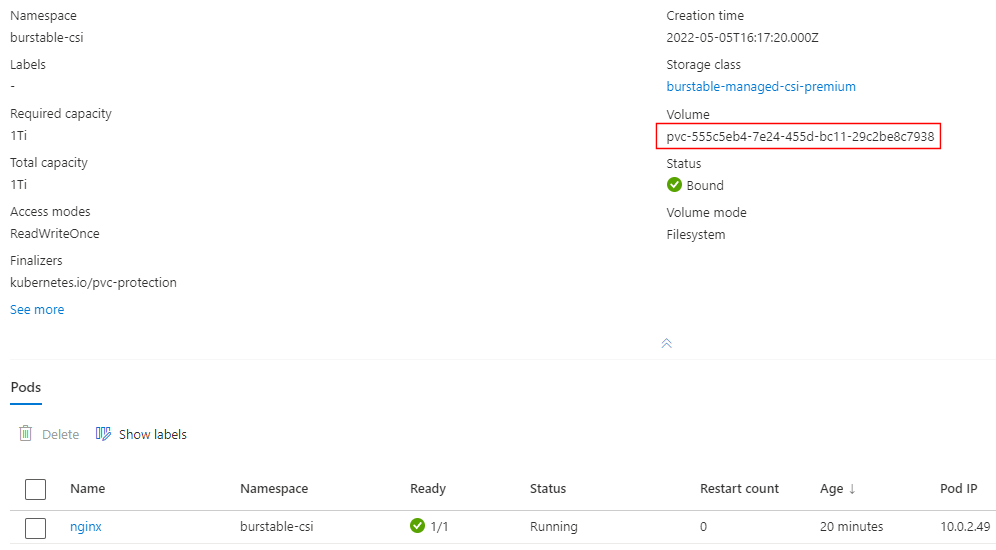 Namespace
burstable-csi
Labels
-
Required capacity
1Ti
Total capacity
1Ti
Access modes
ReadWriteOnce
Finalizers
kubernetes.io/pvc-protection
See more
Creation time
2022-05-05T16:17:20.000Z
Storage class
burstable-managed-csi-premium
Volume
pvc-555c5eb4-7e24-455d-bc11-29c2be8c7938
Status
Bound
Volume mode
Filesystem
Pods
Delete Show labels
Name Namespace Ready Status Restart count Age ↓ Pod IP
nginx burstable-csi 1/1 Running 0 20 minutes 10.0.2.49